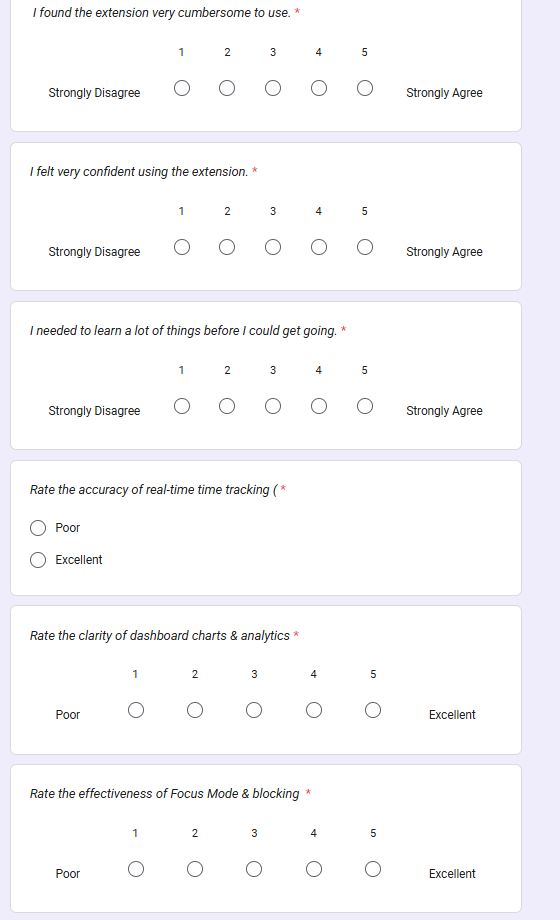 I found the extension very cumbersome to use. *
1 2 3 4 5
Strongly Disagree Strongly Agree
I felt very confident using the extension. *
1 2 3 4 5
Strongly Disagree Strongly Agree
I needed to learn a lot of things before I could get going. *
1 2 3 4 5
Strongly Disagree Strongly Agree
Rate the accuracy of real-time time tracking ( *
Poor
Excellent
Rate the clarity of dashboard charts & analytics *
1 2 3 4 5
Poor Excellent
Rate the effectiveness of Focus Mode & blocking *
1 2 3 4 5
Poor Excellent